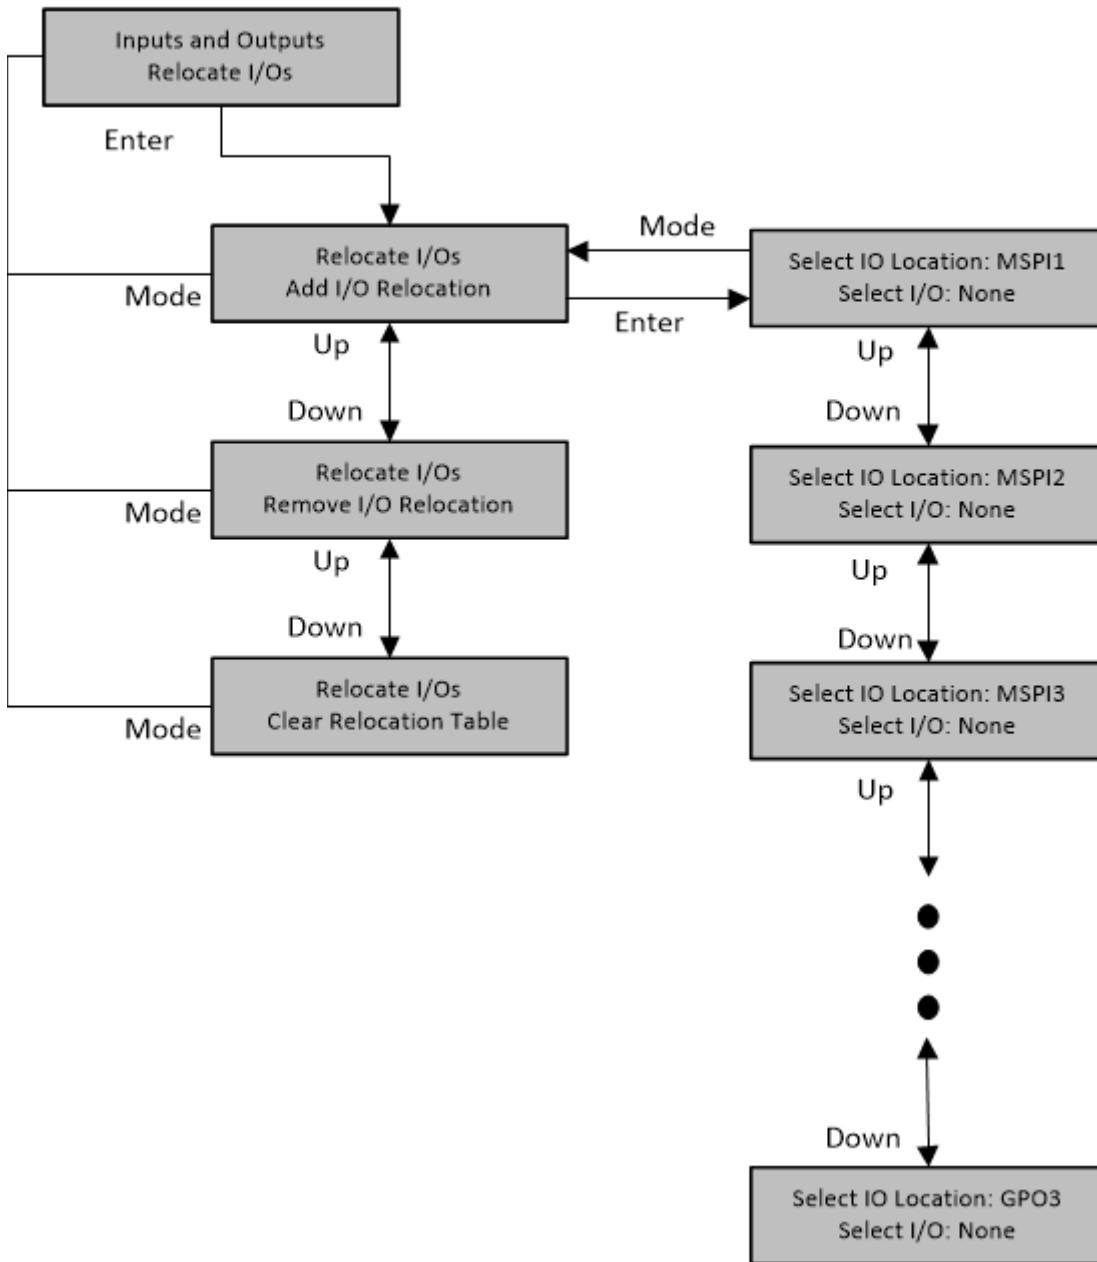 Inputs and Outputs
Relocate I/Os
Enter
Relocate I/Os
Add I/O Relocation
Mode
Mode
Enter
Select IO Location: MSPI1
Select I/O: None
Up
Down
Up
Down
Relocate I/Os
Remove I/O Relocation
Mode
Select IO Location: MSPI2
Select I/O: None
Up
Down
Up
Down
Relocate I/Os
Clear Relocation Table
Mode
Select IO Location: MSPI3
Select I/O: None
Up
Down
Select IO Location: GPO3
Select I/O: None